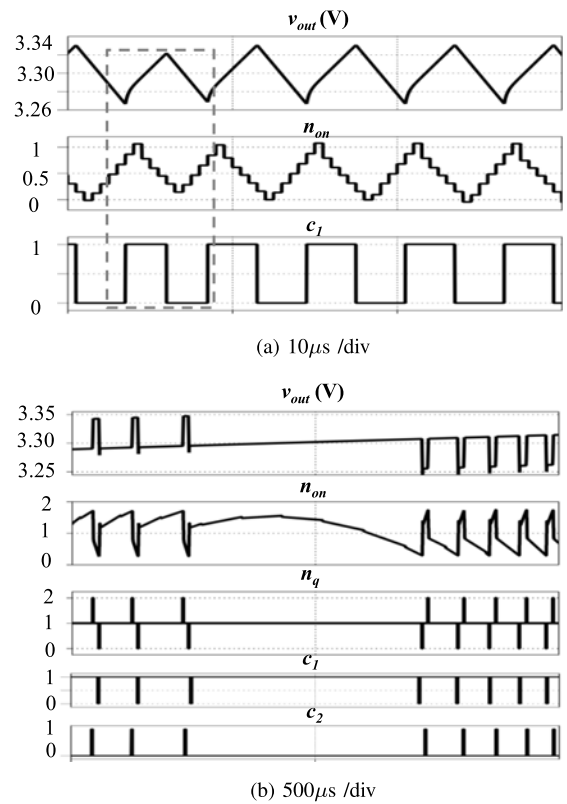 v_out (V)
3.34
3.30
3.26
n_on
1
0.5
0
c_1
1
0
(a) 10μs /div
v_out (V)
3.35
3.30
3.25
n_on
2
1
0
n_q
2
1
0
c_1
1
0
c_2
1
0
(b) 500μs /div